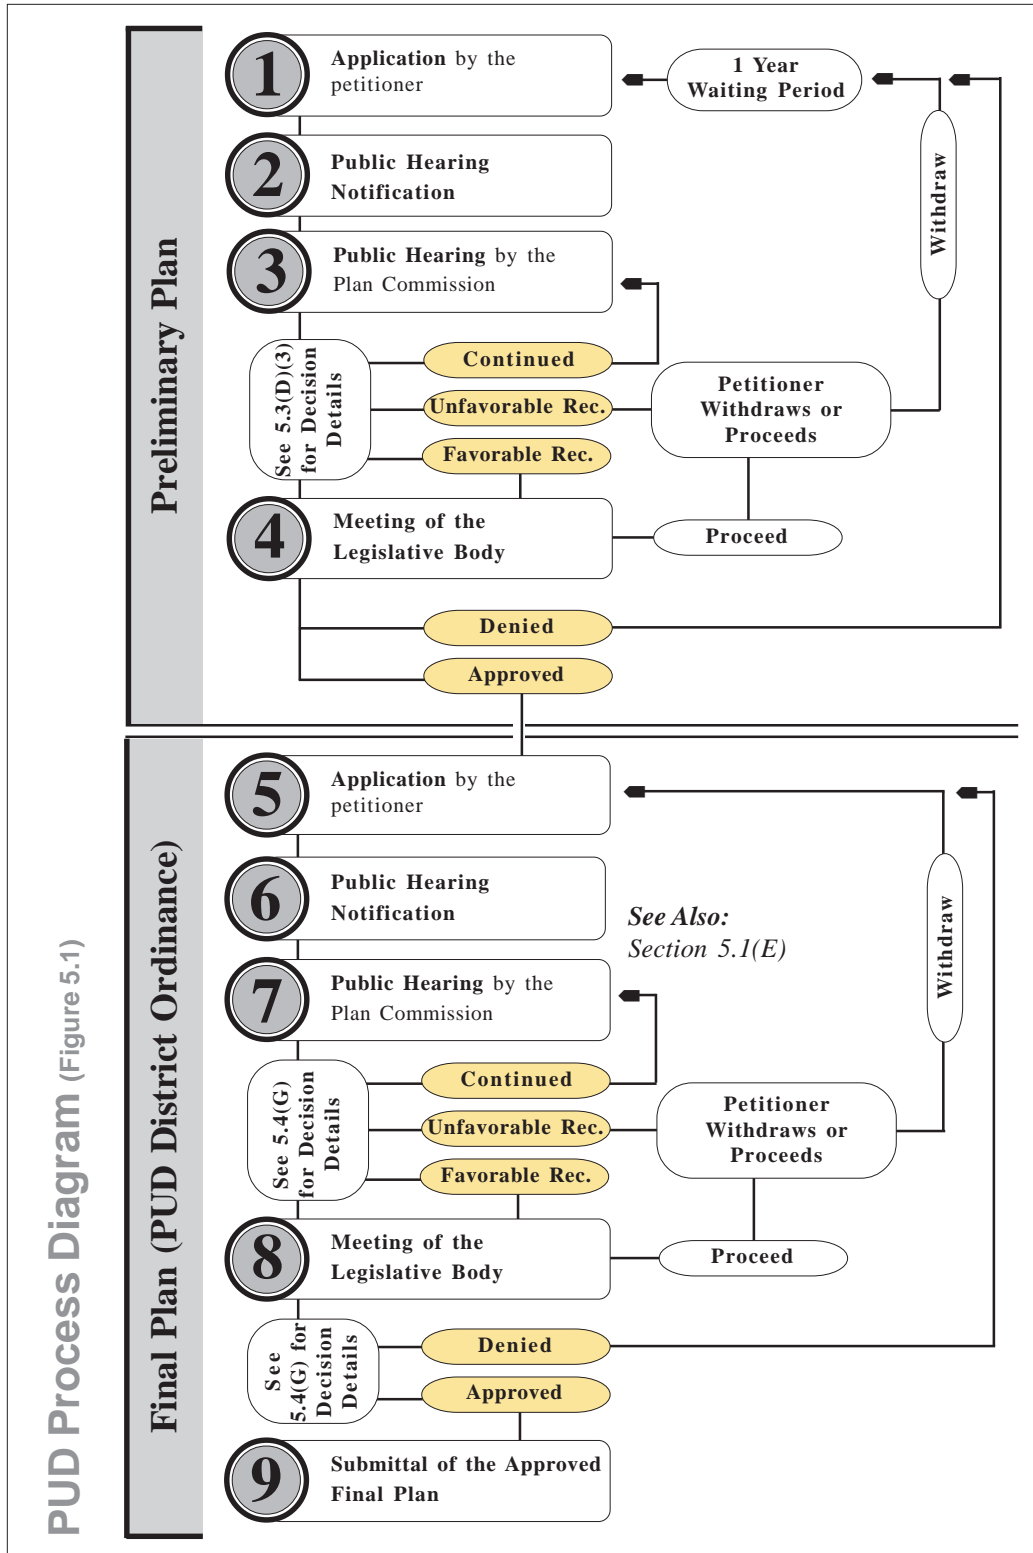 PUD Process Diagram (Figure 5.1)
Preliminary Plan
1
Application by the
petitioner
1 Year
Waiting Period
2
Public Hearing
Notification
Withdraw
3
Public Hearing by the
Plan Commission
See 5.3(D)(3)
for Decision
Details
Continued
Unfavorable Rec.
Favorable Rec.
Petitioner
Withdraws or
Proceeds
4
Meeting of the
Legislative Body
Proceed
Denied
Approved
Final Plan (PUD District Ordinance)
5
Application by the
petitioner
6
Public Hearing
Notification
See Also:
Section 5.1(E)
Withdraw
7
Public Hearing by the
Plan Commission
See 5.4(G)
for Decision
Details
Continued
Unfavorable Rec.
Favorable Rec.
Petitioner
Withdraws or
Proceeds
8
Meeting of the
Legislative Body
Proceed
See
5.4(G) for
Decision
Details
Denied
Approved
9
Submittal of the Approved
Final Plan